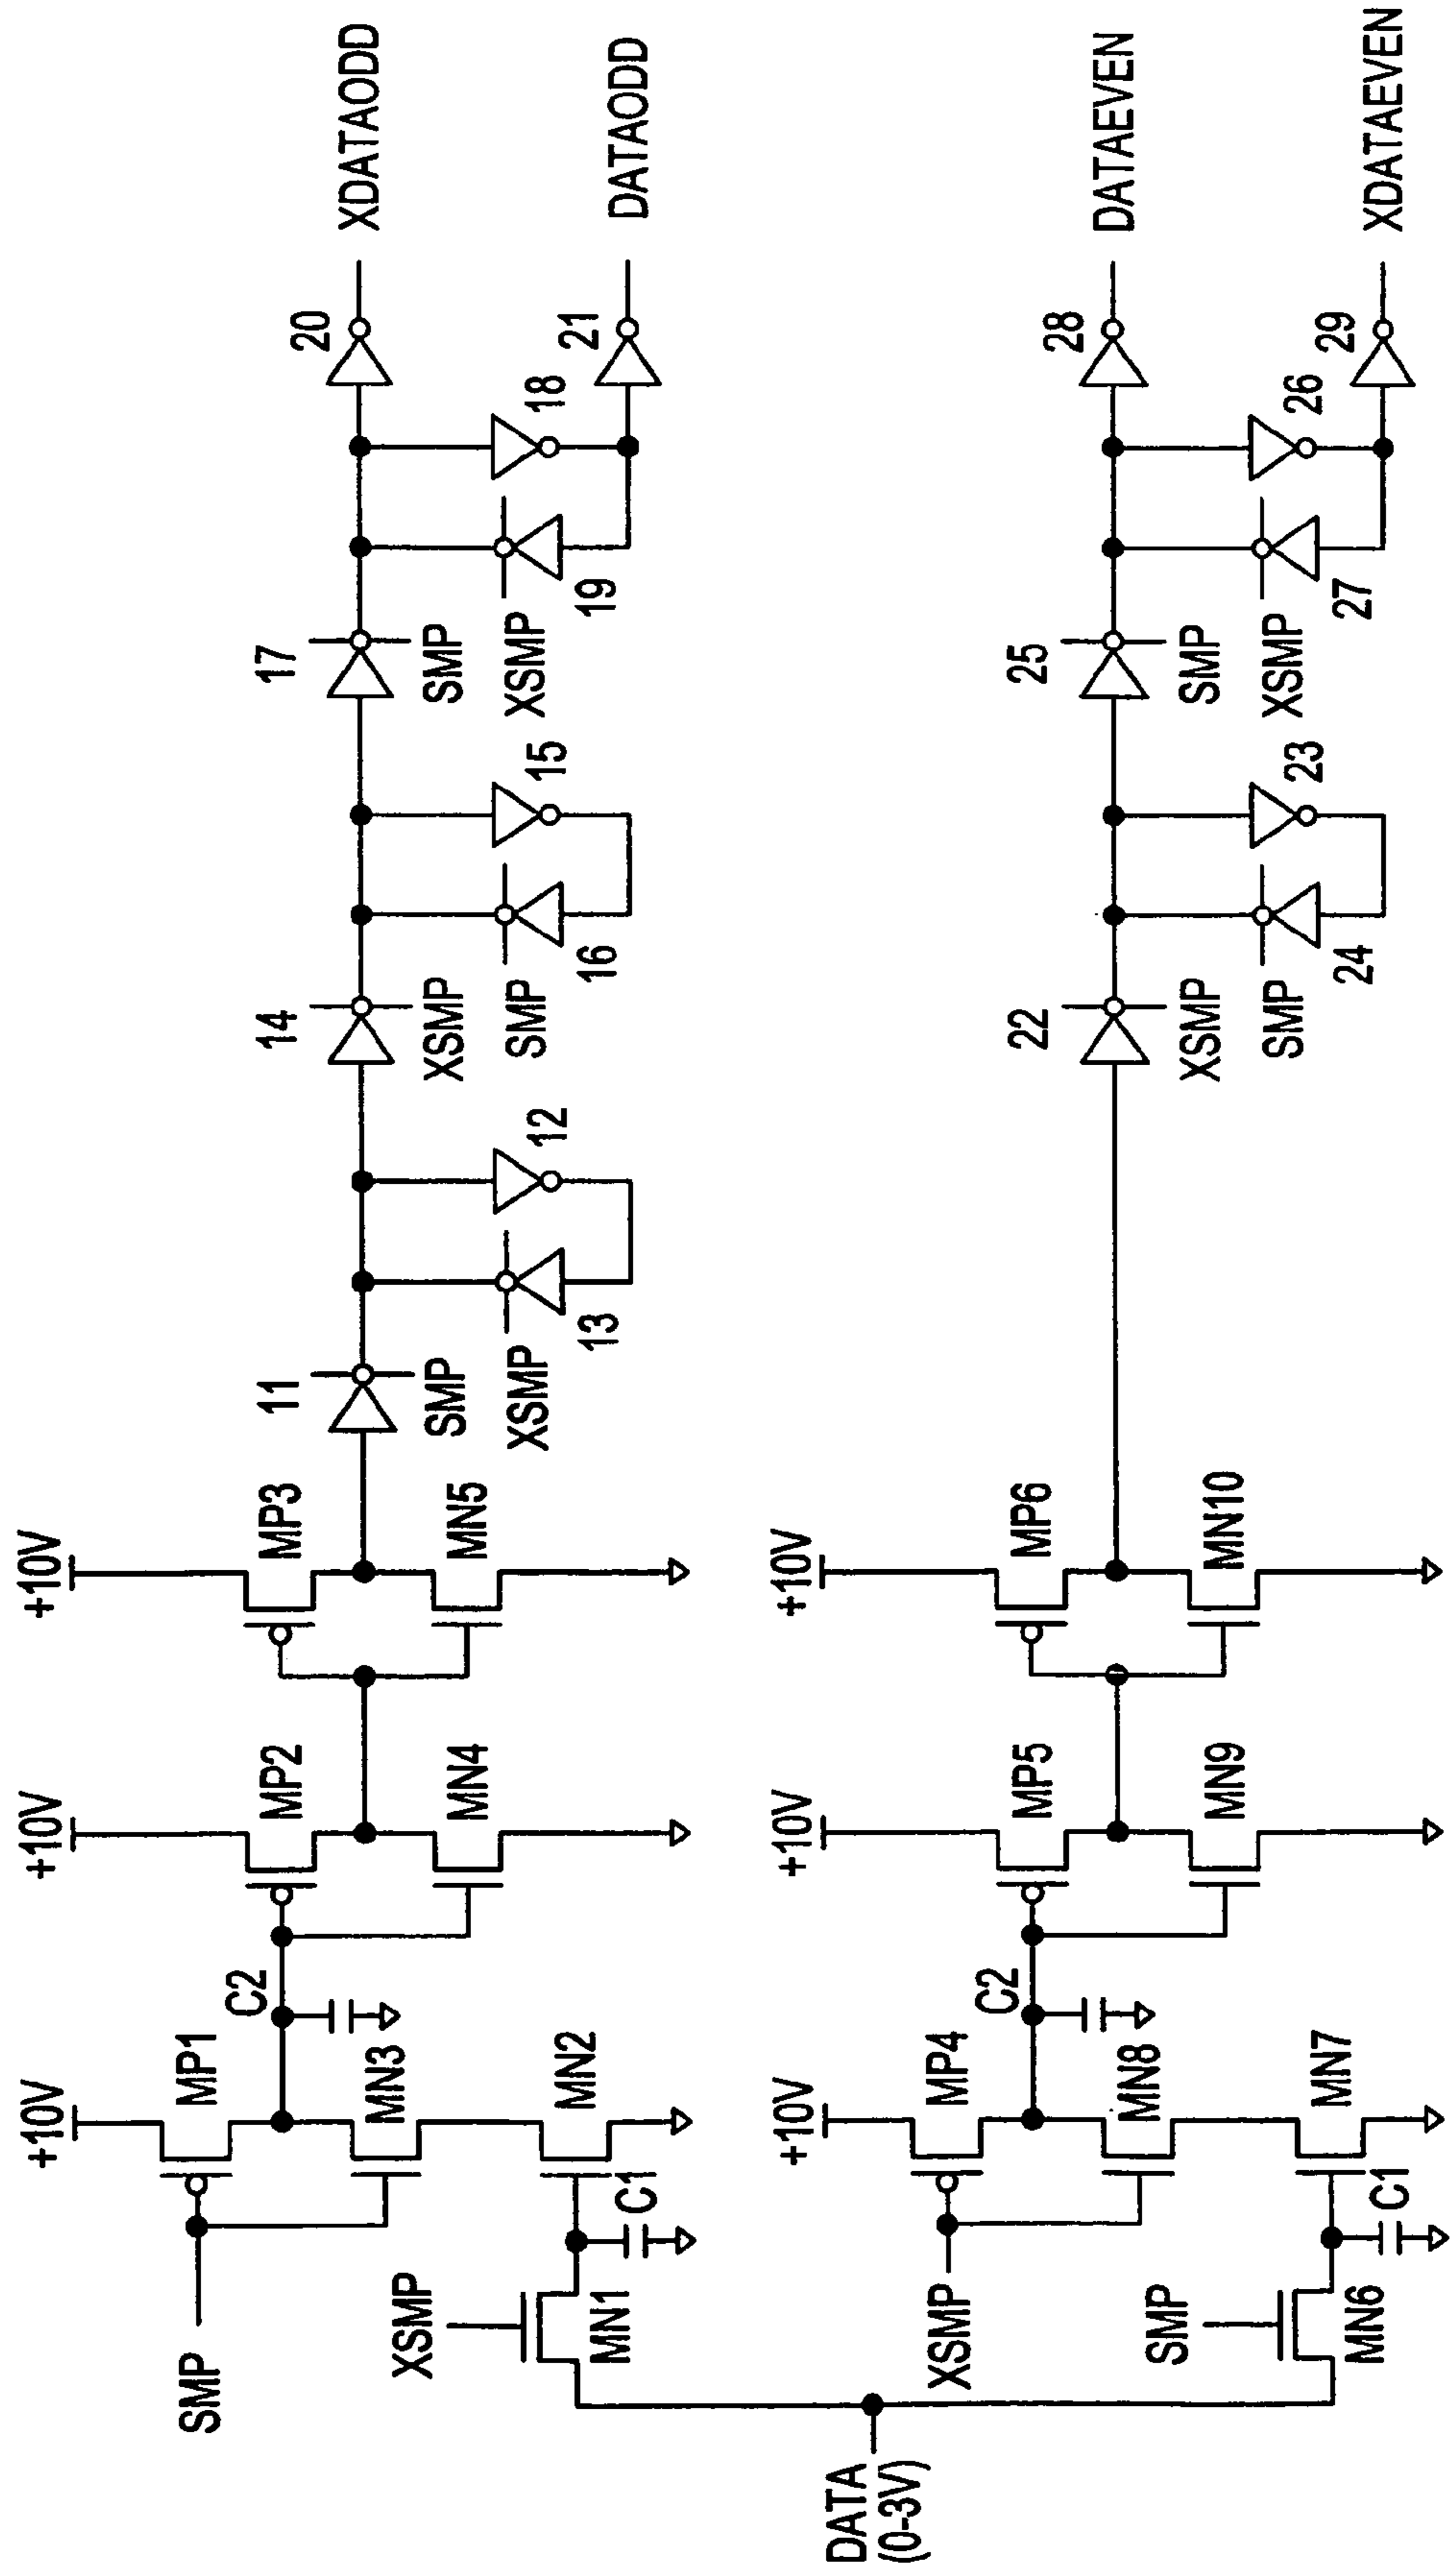 +10V
MP1
C2
MN3
MN2
C1
SMP
XSMP
MN1
+10V
MP2
MN4
+10V
MP3
MN5
11
SMP
XSMP
13
12
14
XSMP
SMP
16
15
17
SMP
XSMP
19
18
20
21
XDATAODD
DATAODD
DATA
(0-3V)
+10V
MP4
C2
MN8
MN7
C1
XSMP
SMP
MN6
+10V
MP5
MN9
+10V
MP6
MN10
22
XSMP
SMP
24
23
25
SMP
XSMP
27
26
28
29
DATAEVEN
XDATAEVEN